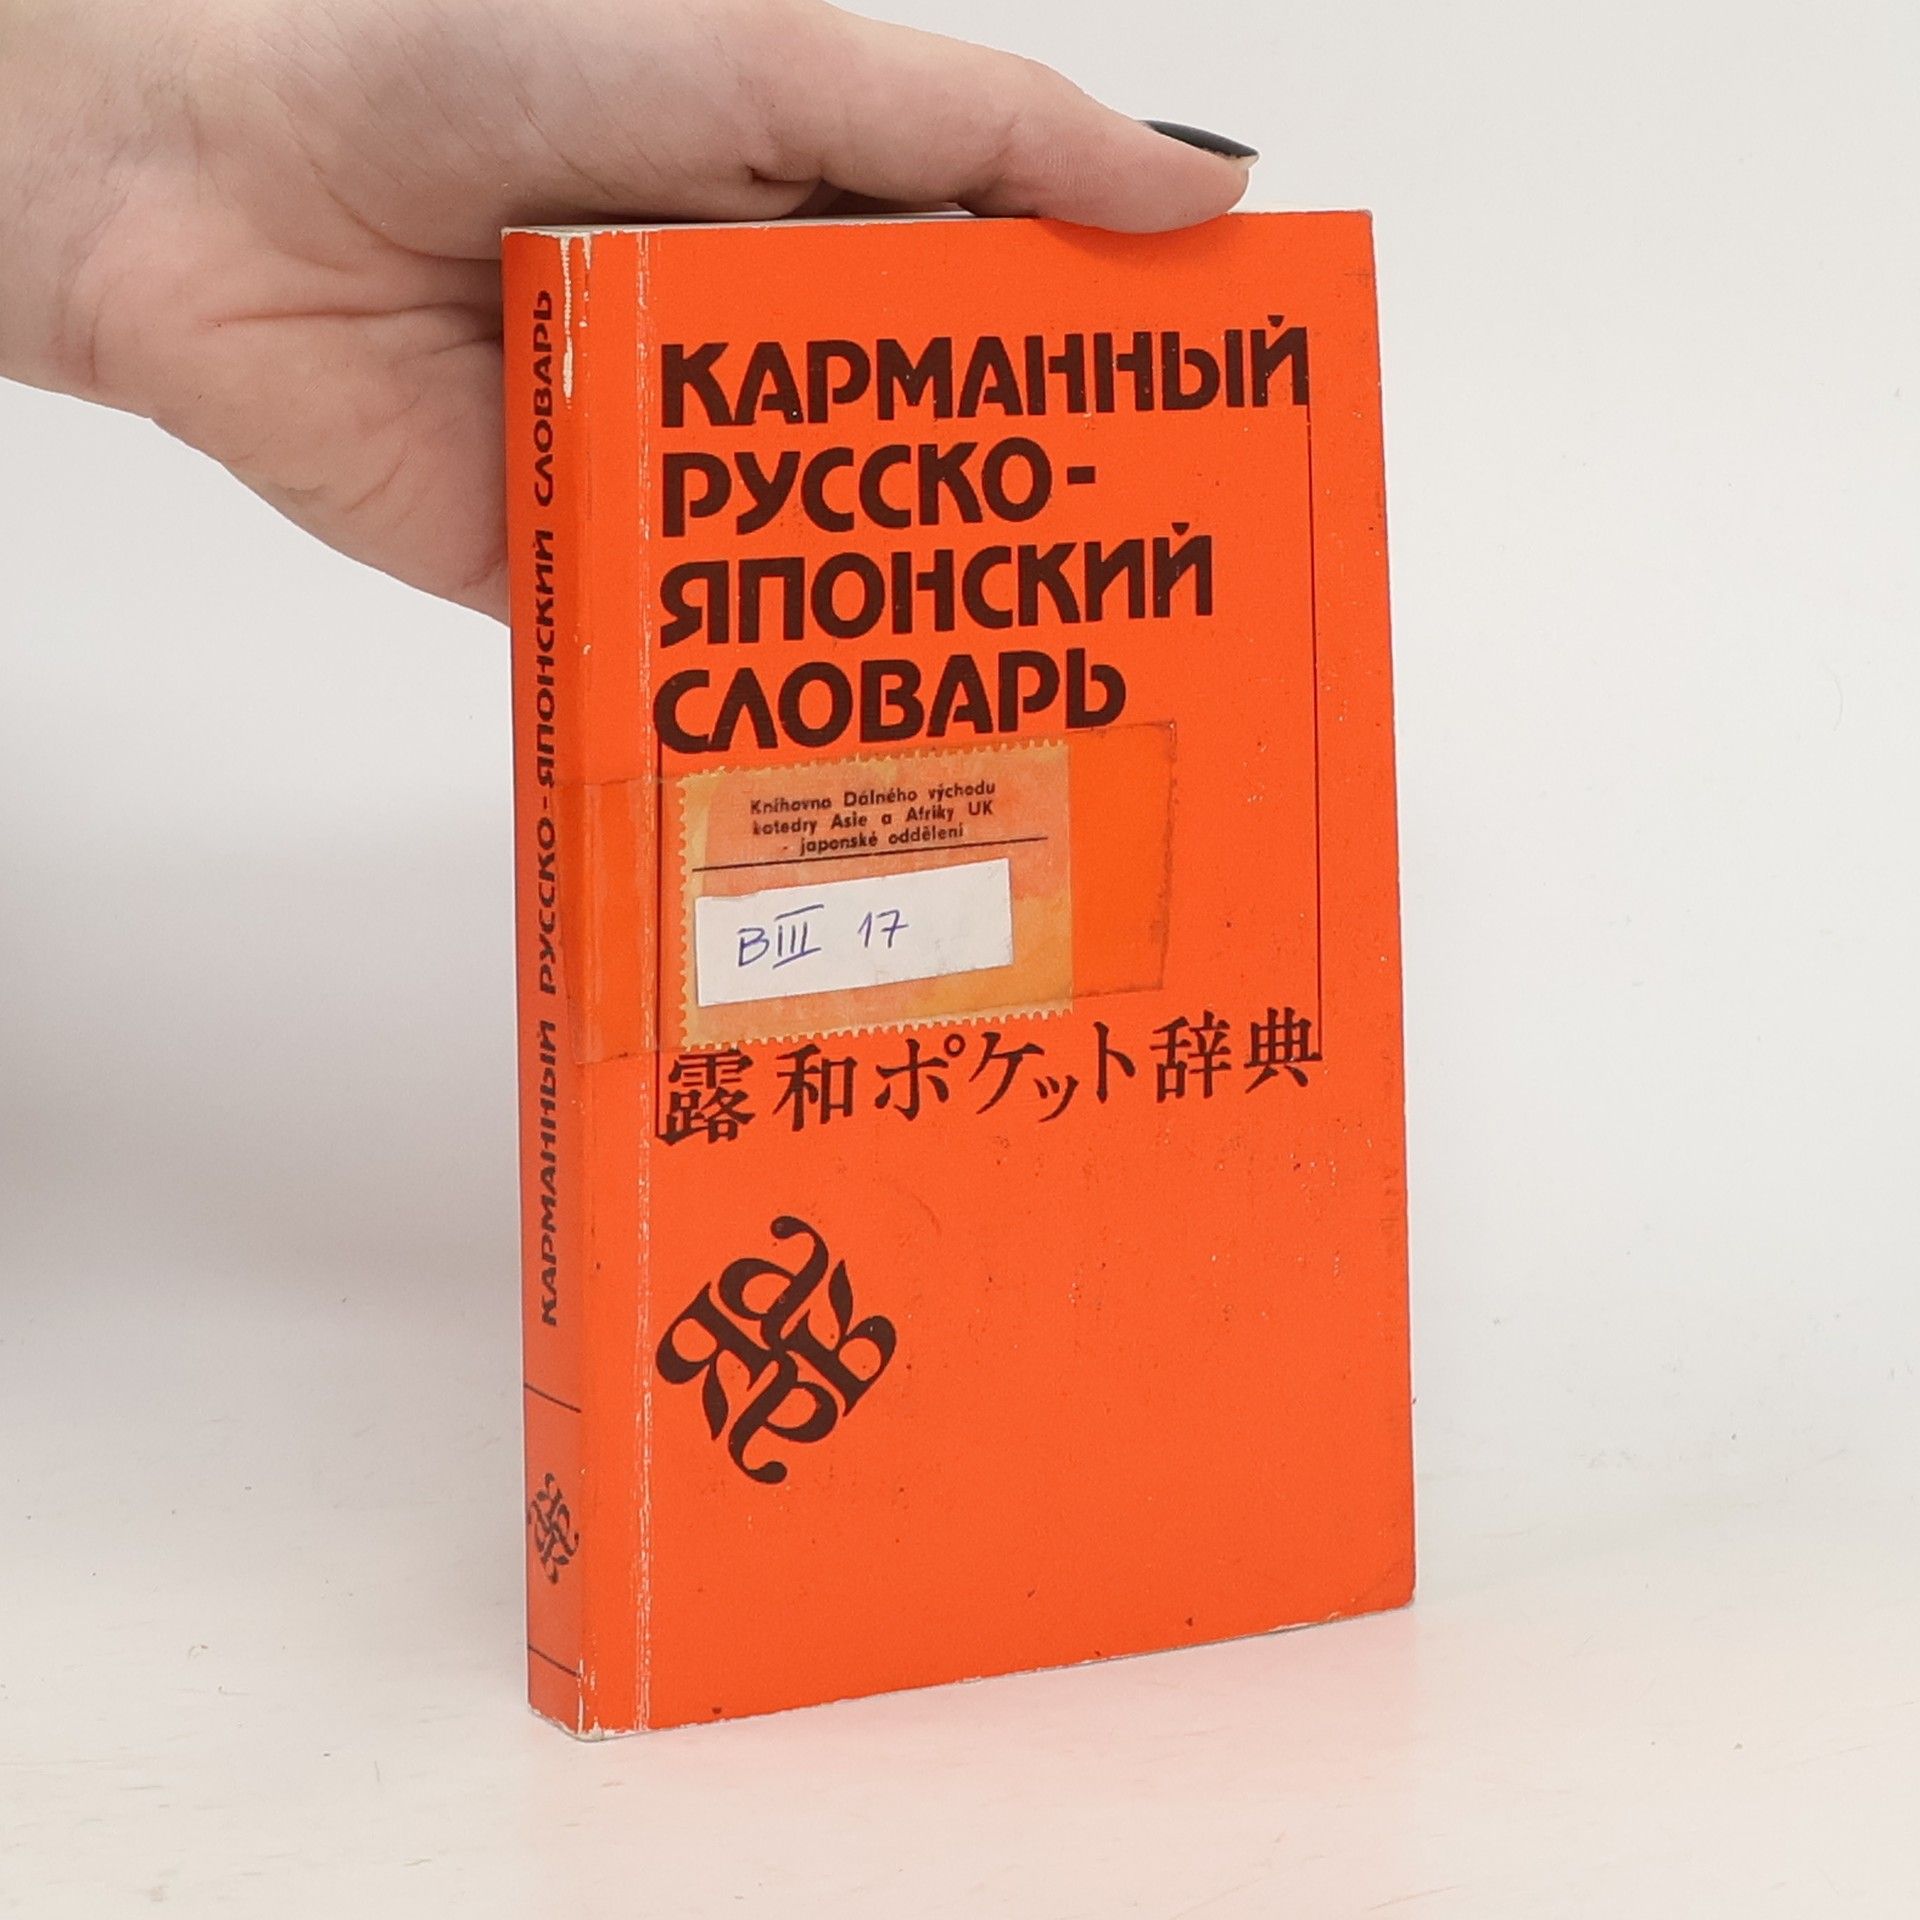 КАРМАННЫЙ РУССКО-ЯПОНСКИЙ СЛОВАРЬ
КАРМАННЫЙ
РУССКО-
ЯПОНСКИЙ
СЛОВАРЬ
Knihovna Dálného východu
katedry Asie a Afriky UK
- japonské oddělení
BIII 17
露和ポケット辞典